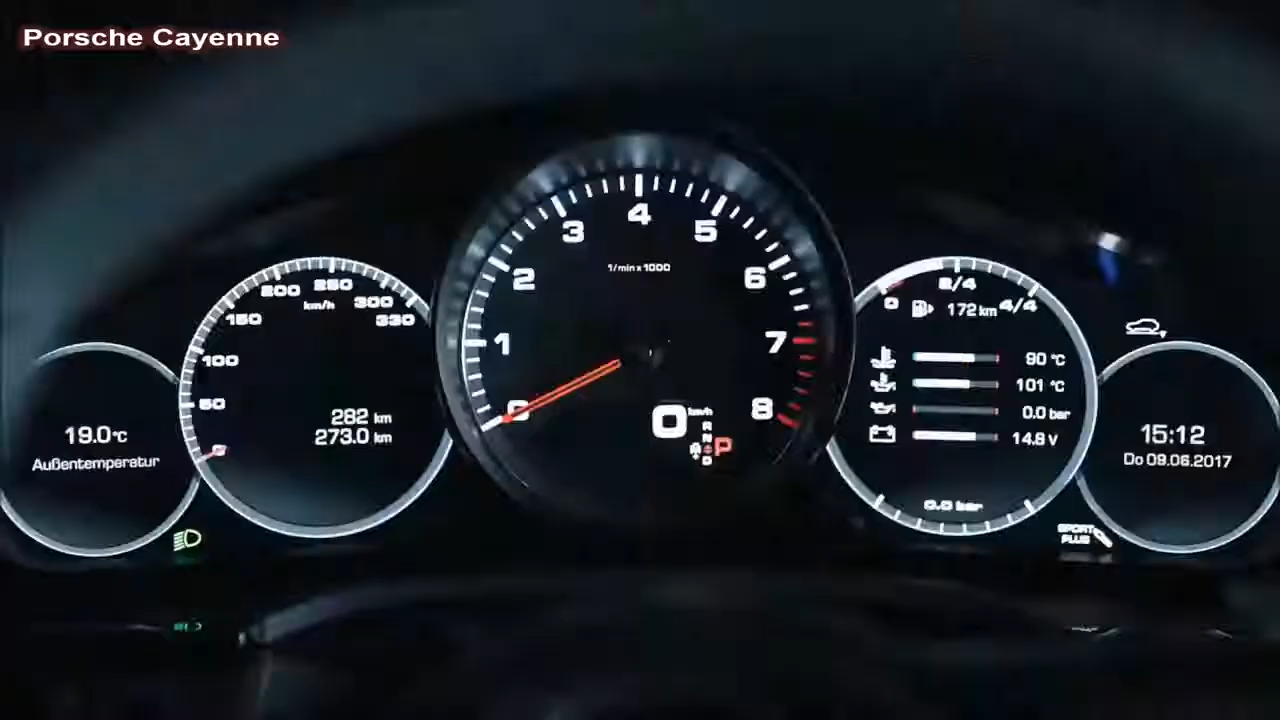 Porsche Cayenne
19.0°C
Außentemperatur
0
50
100
150
200
250
300
330
km/h
282 km
273.0 km
0
1
2
3
4
5
6
7
8
1/min x 1000
0 km/h
R
N
D
M
P
0
2/4
4/4
172 km
90 °C
101 °C
0.0 bar
14.8 V
0.0 bar
SPORT
PLUS
15:12
Do 09.06.2017